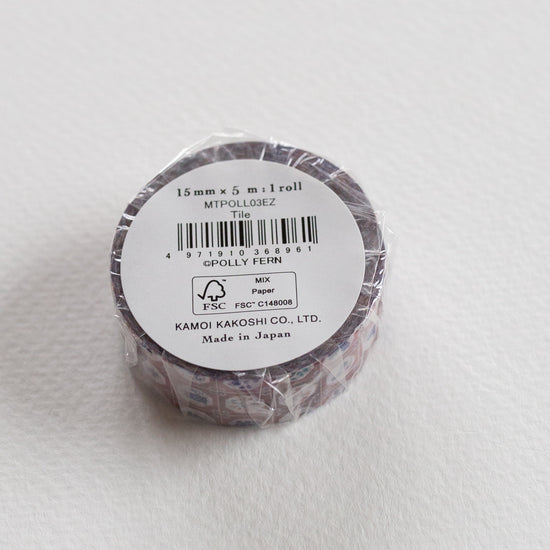 15mm × 5 m : 1 roll
MTPOLL03EZ
Tile
4 971910 368961
©POLLY FERN
FSC
MIX
Paper
FSC™ C148008
KAMOI KAKOSHI CO., LTD.
Made in Japan